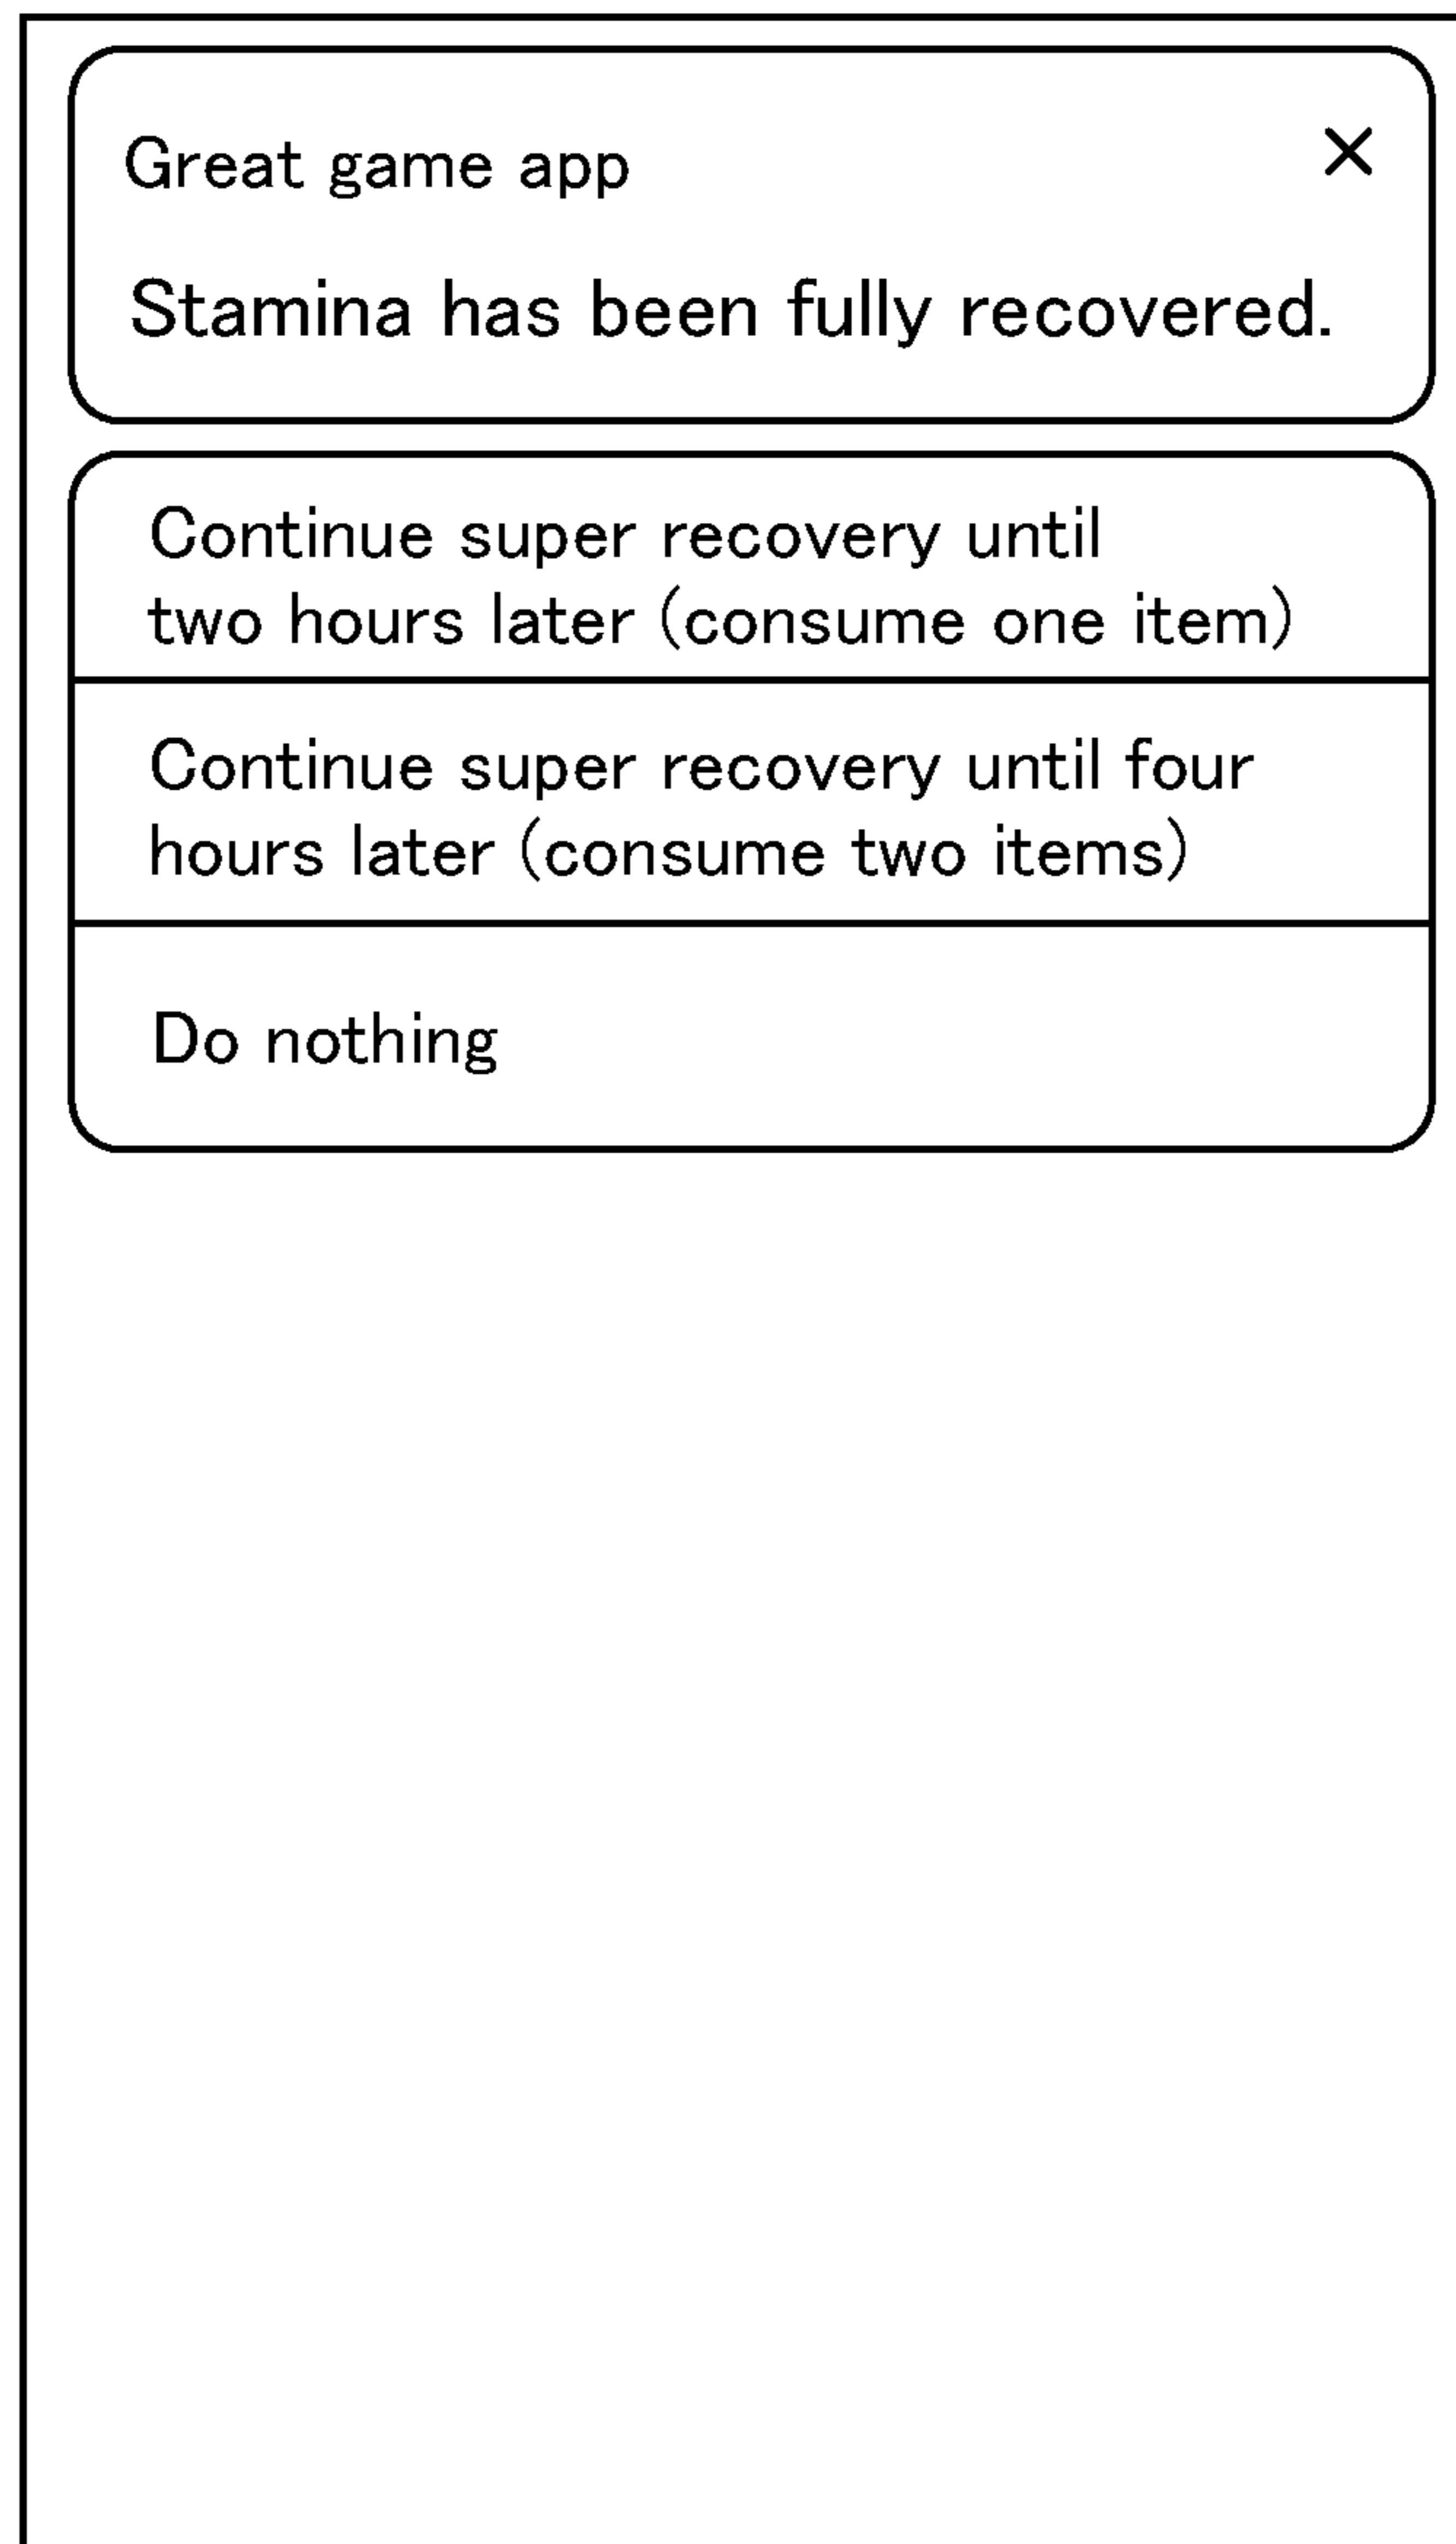 Great game app
×
Stamina has been fully recovered.
Continue super recovery until
two hours later (consume one item)
Continue super recovery until four
hours later (consume two items)
Do nothing